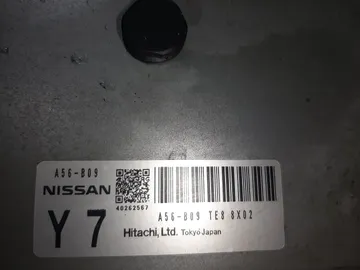 A56-B09
NISSAN
40262567
A56-B09 TE8 8X02
Y 7
Hitachi, Ltd. Tokyo Japan